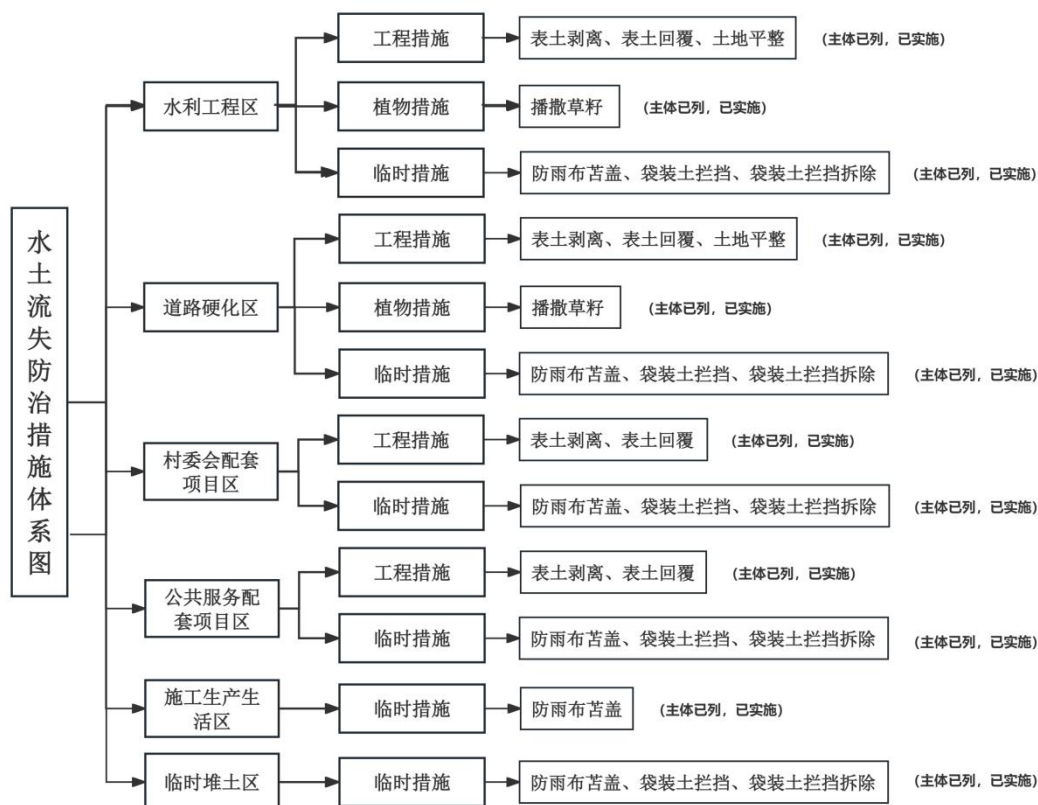 水土流失防治措施体系图
水利工程区
工程措施
表土剥离、表土回覆、土地平整
(主体已列，已实施)
植物措施
播撒草籽
(主体已列，已实施)
临时措施
防雨布苫盖、袋装土拦挡、袋装土拦挡拆除
(主体已列，已实施)
道路硬化区
工程措施
表土剥离、表土回覆、土地平整
(主体已列，已实施)
植物措施
播撒草籽
(主体已列，已实施)
临时措施
防雨布苫盖、袋装土拦挡、袋装土拦挡拆除
(主体已列，已实施)
村委会配套
项目区
工程措施
表土剥离、表土回覆
(主体已列，已实施)
临时措施
防雨布苫盖、袋装土拦挡、袋装土拦挡拆除
(主体已列，已实施)
公共服务配
套项目区
工程措施
表土剥离、表土回覆
(主体已列，已实施)
临时措施
防雨布苫盖、袋装土拦挡、袋装土拦挡拆除
(主体已列，已实施)
施工生产生
活区
临时措施
防雨布苫盖
(主体已列，已实施)
临时堆土区
临时措施
防雨布苫盖、袋装土拦挡、袋装土拦挡拆除
(主体已列，已实施)